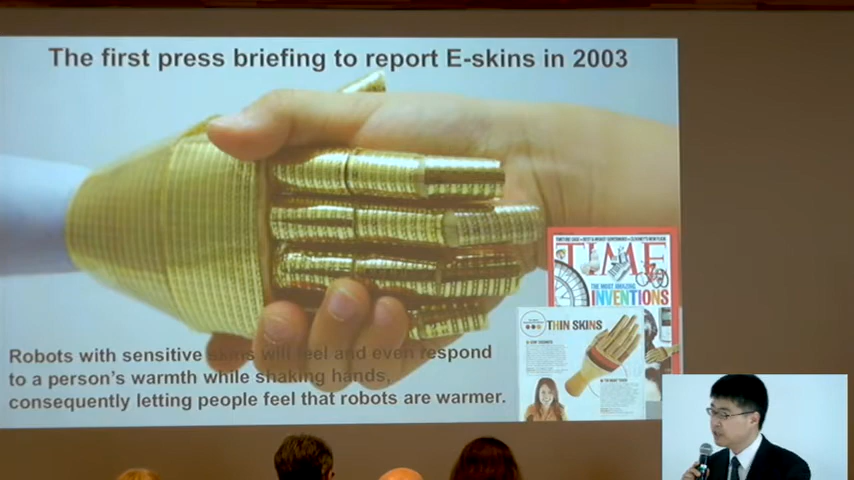 The first press briefing to report E-skins in 2003
TIME
THE MOST AMAZING
INVENTIONS
THIN SKINS
Robots with sensitive skins will feel and even respond
to a person's warmth while shaking hands,
consequently letting people feel that robots are warmer.